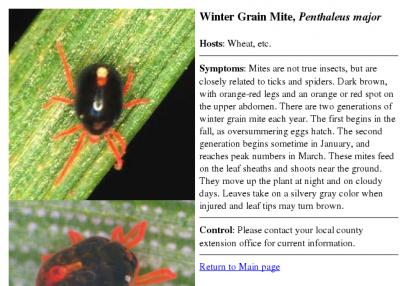 Winter Grain Mite, Penthaleus major
Hosts: Wheat, etc.
Symptoms: Mites are not true insects, but are
closely related to ticks and spiders. Dark brown,
with orange-red legs and an orange or red spot on
the upper abdomen. There are two generations of
winter grain mite each year. The first begins in the
fall, as oversummering eggs hatch. The second
generation begins sometime in January, and
reaches peak numbers in March. These mites feed
on the leaf sheaths and shoots near the ground.
They move up the plant at night and on cloudy
days. Leaves take on a silvery gray color when
injured and leaf tips may turn brown.
Control: Please contact your local county
extension office for current information.
Return to Main page